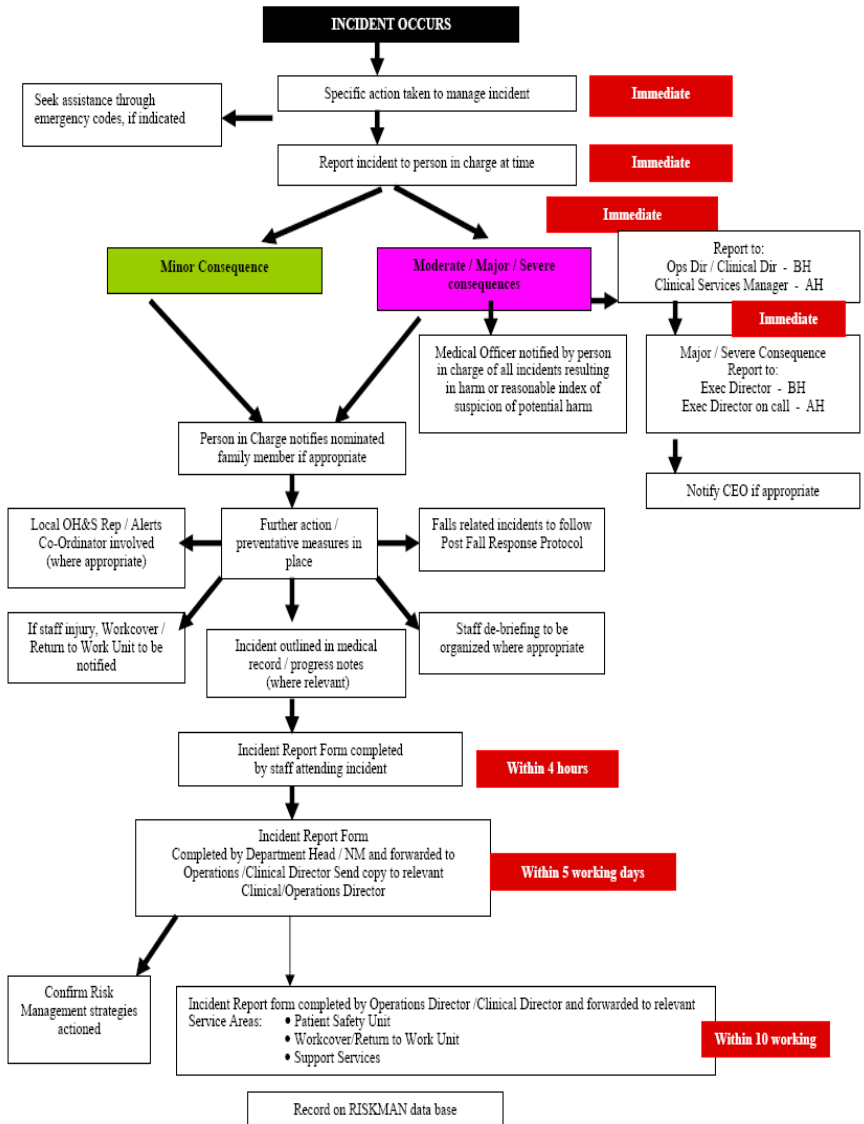 INCIDENT OCCURS
Specific action taken to manage incident
Immediate
Seek assistance through
emergency codes, if indicated
Report incident to person in charge at time
Immediate
Immediate
Minor Consequence
Moderate / Major / Severe
consequences
Report to:
Ops Dir / Clinical Dir - BH
Clinical Services Manager - AH
Immediate
Medical Officer notified by person
in charge of all incidents resulting
in harm or reasonable index of
suspicion of potential harm
Major / Severe Consequence
Report to:
Exec Director - BH
Exec Director on call - AH
Person in Charge notifies nominated
family member if appropriate
Notify CEO if appropriate
Local OH&S Rep / Alerts
Co-Ordinator involved
(where appropriate)
Further action /
preventative measures in
place
Falls related incidents to follow
Post Fall Response Protocol
If staff injury, Workcover /
Return to Work Unit to be
notified
Incident outlined in medical
record / progress notes
(where relevant)
Staff de-briefing to be
organized where appropriate
Incident Report Form completed
by staff attending incident
Within 4 hours
Incident Report Form
Completed by Department Head / NM and forwarded to
Operations /Clinical Director Send copy to relevant
Clinical/Operations Director
Within 5 working days
Confirm Risk
Management strategies
actioned
Incident Report form completed by Operations Director /Clinical Director and forwarded to relevant
Service Areas: • Patient Safety Unit
• Workcover/Return to Work Unit
• Support Services
Within 10 working
Record on RISKMAN data base